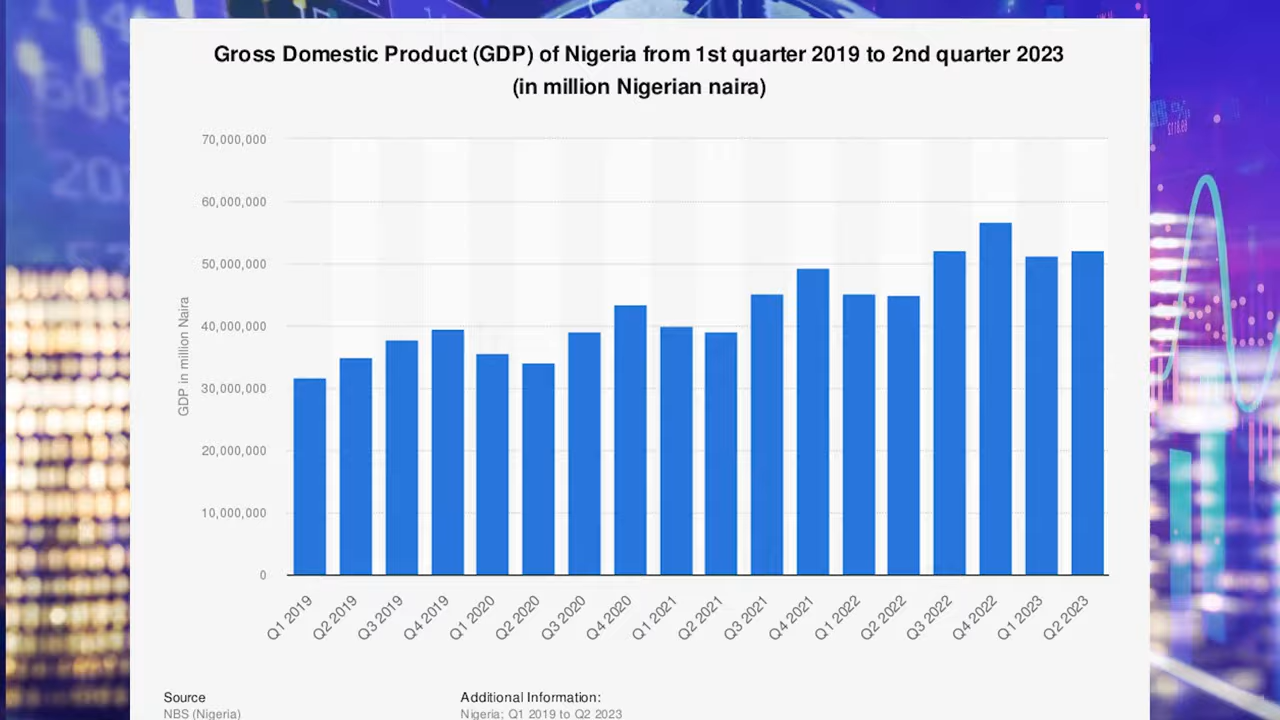 Gross Domestic Product (GDP) of Nigeria from 1st quarter 2019 to 2nd quarter 2023
(in million Nigerian naira)
70,000,000
60,000,000
50,000,000
40,000,000
30,000,000
20,000,000
10,000,000
0
GDP in million Naira
Q1 2019
Q2 2019
Q3 2019
Q4 2019
Q1 2020
Q2 2020
Q3 2020
Q4 2020
Q1 2021
Q2 2021
Q3 2021
Q4 2021
Q1 2022
Q2 2022
Q3 2022
Q4 2022
Q1 2023
Q2 2023
Source
NBS (Nigeria)
Additional Information:
Nigeria; Q1 2019 to Q2 2023